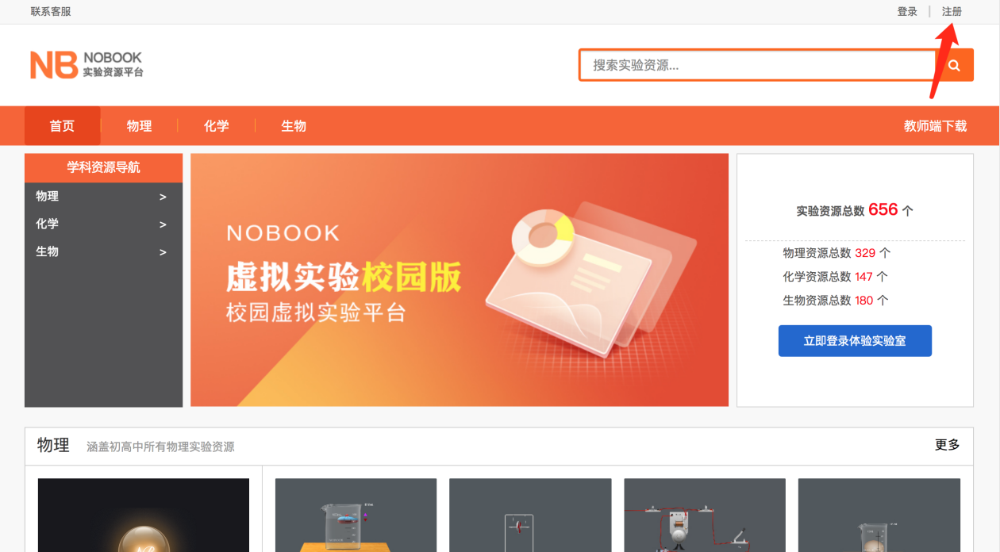 联系客服
登录 | 注册
NB NOBOOK
实验资源平台
搜索实验资源...
首页 物理 化学 生物 教师端下载
学科资源导航
物理 >
化学 >
生物 >
NOBOOK
虚拟实验校园版
校园虚拟实验平台
实验资源总数 656 个
物理资源总数 329 个
化学资源总数 147 个
生物资源总数 180 个
立即登录体验实验室
物理 涵盖初高中所有物理实验资源 更多